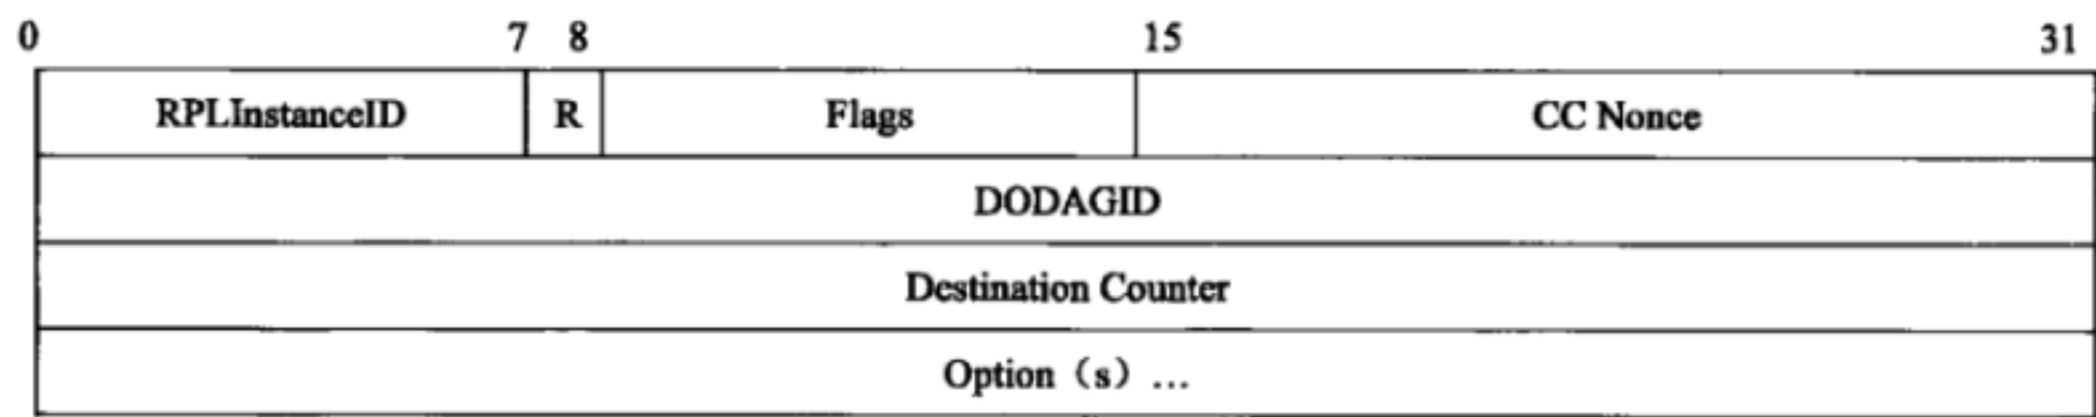 0 7 8 15 31
RPLInstanceID R Flags CC Nonce
DODAGID
Destination Counter
Option（s）…